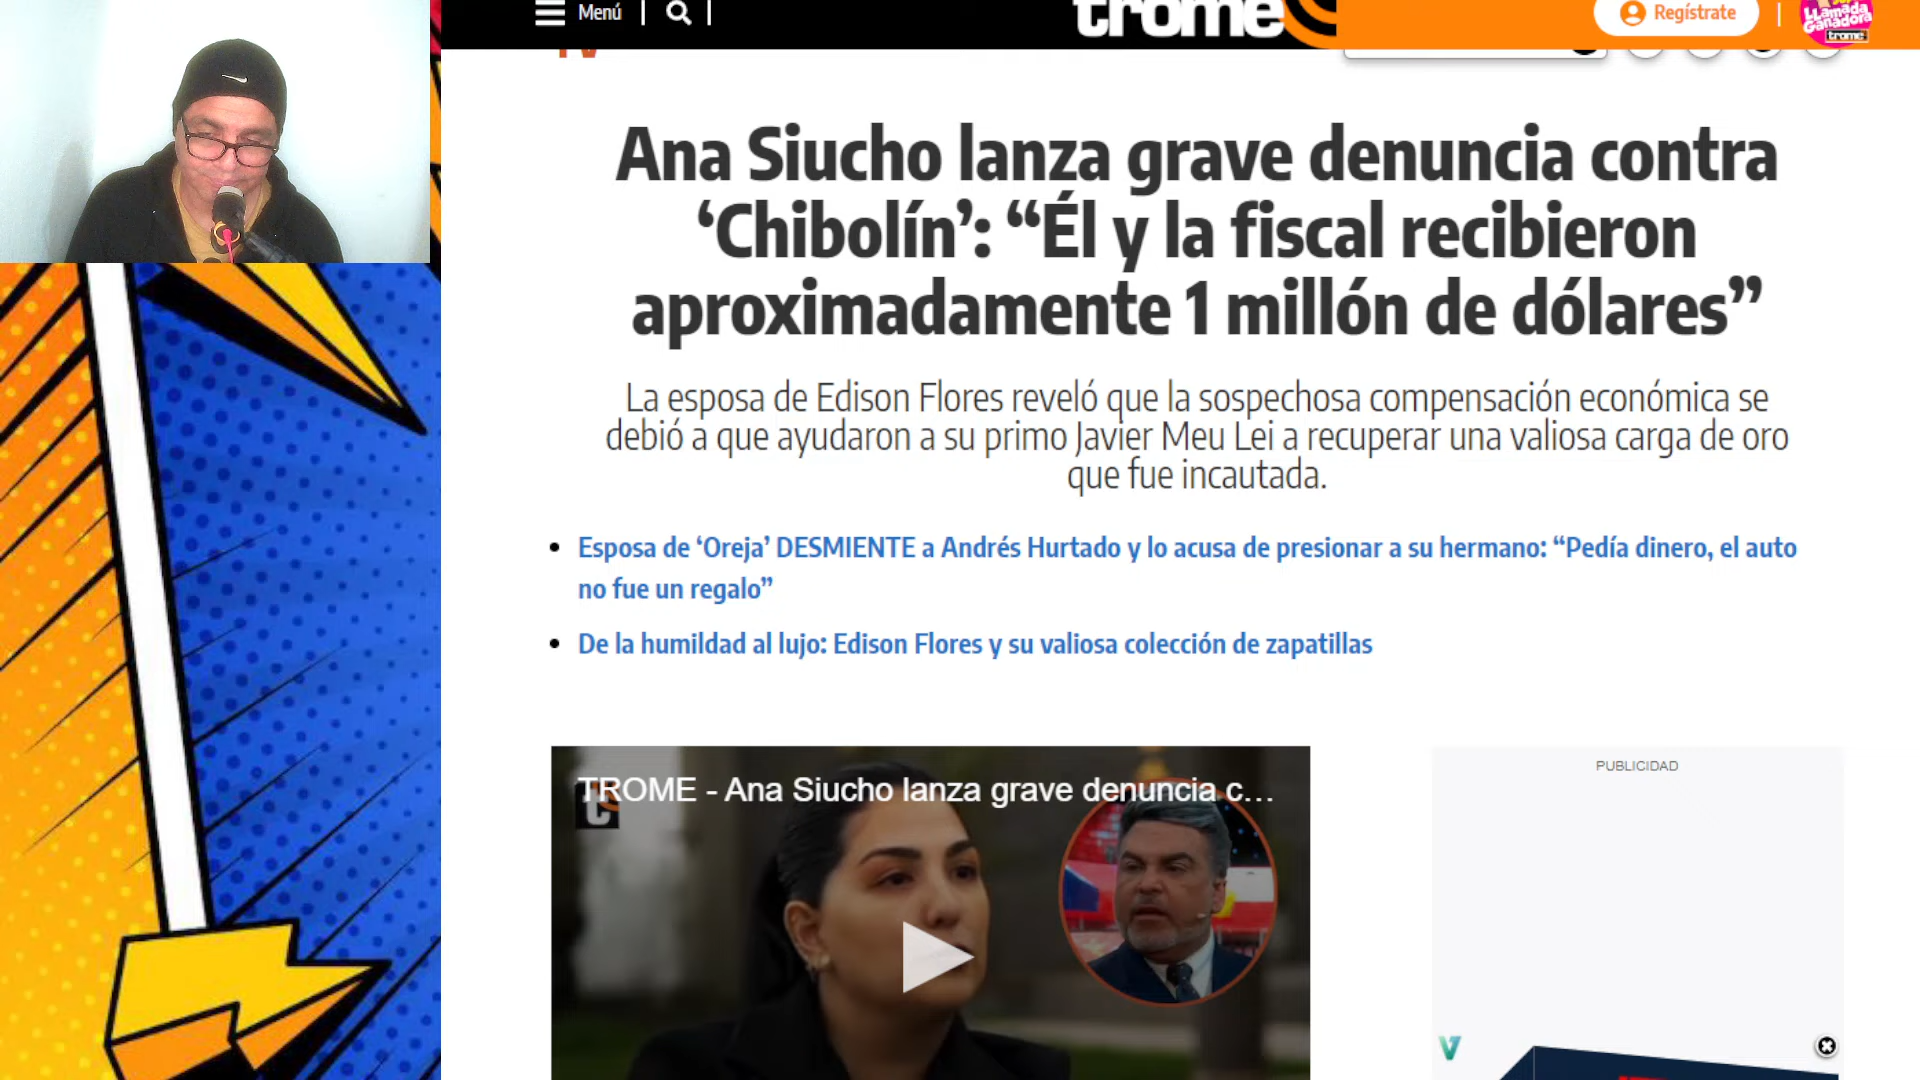 Menú
trome
Regístrate
LLamada
Ganadora
trome
TV
Ana Siucho lanza grave denuncia contra
‘Chibolín’: “Él y la fiscal recibieron
aproximadamente 1 millón de dólares”
La esposa de Edison Flores reveló que la sospechosa compensación económica se
debió a que ayudaron a su primo Javier Meu Lei a recuperar una valiosa carga de oro
que fue incautada.
Esposa de ‘Oreja’ DESMIENTE a Andrés Hurtado y lo acusa de presionar a su hermano: “Pedía dinero, el auto
no fue un regalo”
De la humildad al lujo: Edison Flores y su valiosa colección de zapatillas
TROME - Ana Siucho lanza grave denuncia c...
PUBLICIDAD